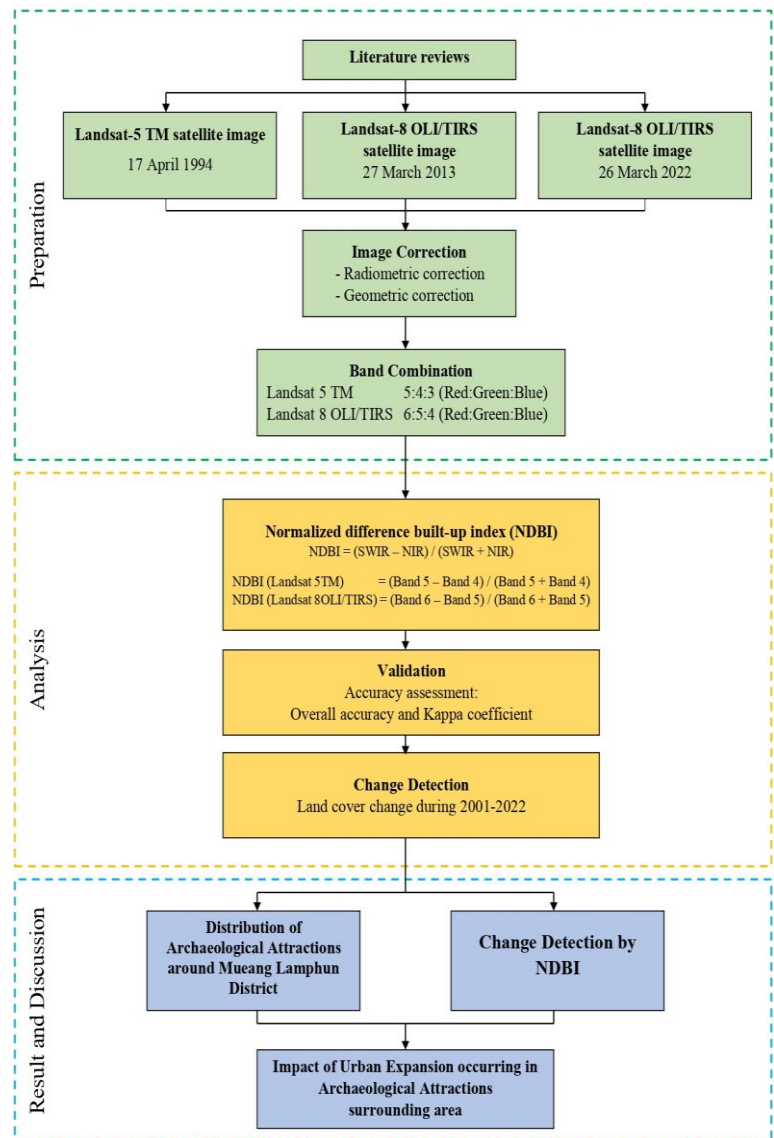 Preparation
Literature reviews
Landsat-5 TM satellite image
17 April 1994
Landsat-8 OLI/TIRS
satellite image
27 March 2013
Landsat-8 OLI/TIRS
satellite image
26 March 2022
Image Correction
- Radiometric correction
- Geometric correction
Band Combination
Landsat 5 TM 5:4:3 (Red:Green:Blue)
Landsat 8 OLI/TIRS 6:5:4 (Red:Green:Blue)
Analysis
Normalized difference built-up index (NDBI)
NDBI = (SWIR – NIR) / (SWIR + NIR)
NDBI (Landsat 5TM) = (Band 5 – Band 4) / (Band 5 + Band 4)
NDBI (Landsat 8OLI/TIRS) = (Band 6 – Band 5) / (Band 6 + Band 5)
Validation
Accuracy assessment:
Overall accuracy and Kappa coefficient
Change Detection
Land cover change during 2001-2022
Result and Discussion
Distribution of
Archaeological Attractions
around Mueang Lamphun
District
Change Detection by
NDBI
Impact of Urban Expansion occurring in
Archaeological Attractions
surrounding area